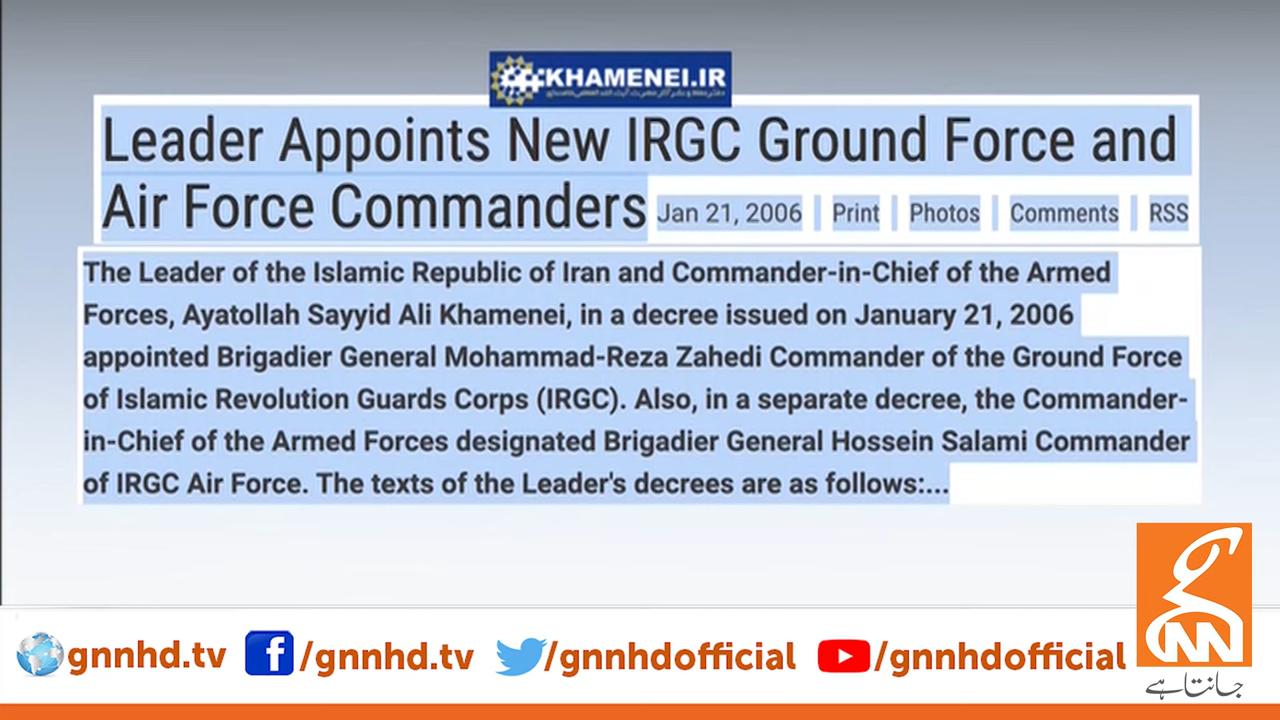 KHAMENEI.IR
Leader Appoints New IRGC Ground Force and
Air Force Commanders Jan 21, 2006 | Print | Photos | Comments | RSS
The Leader of the Islamic Republic of Iran and Commander-in-Chief of the Armed
Forces, Ayatollah Sayyid Ali Khamenei, in a decree issued on January 21, 2006
appointed Brigadier General Mohammad-Reza Zahedi Commander of the Ground Force
of Islamic Revolution Guards Corps (IRGC). Also, in a separate decree, the Commander-
in-Chief of the Armed Forces designated Brigadier General Hossein Salami Commander
of IRGC Air Force. The texts of the Leader's decrees are as follows:...
GNN
جانتا ہے
gnnhd.tv f /gnnhd.tv /gnnhdofficial /gnnhdofficial